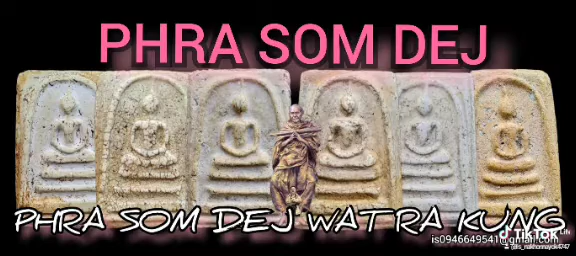 PHRA SOM DEJ
PHRA SOM DEJ WATRA KUNG
is0946649541@gmail.com
TikTok